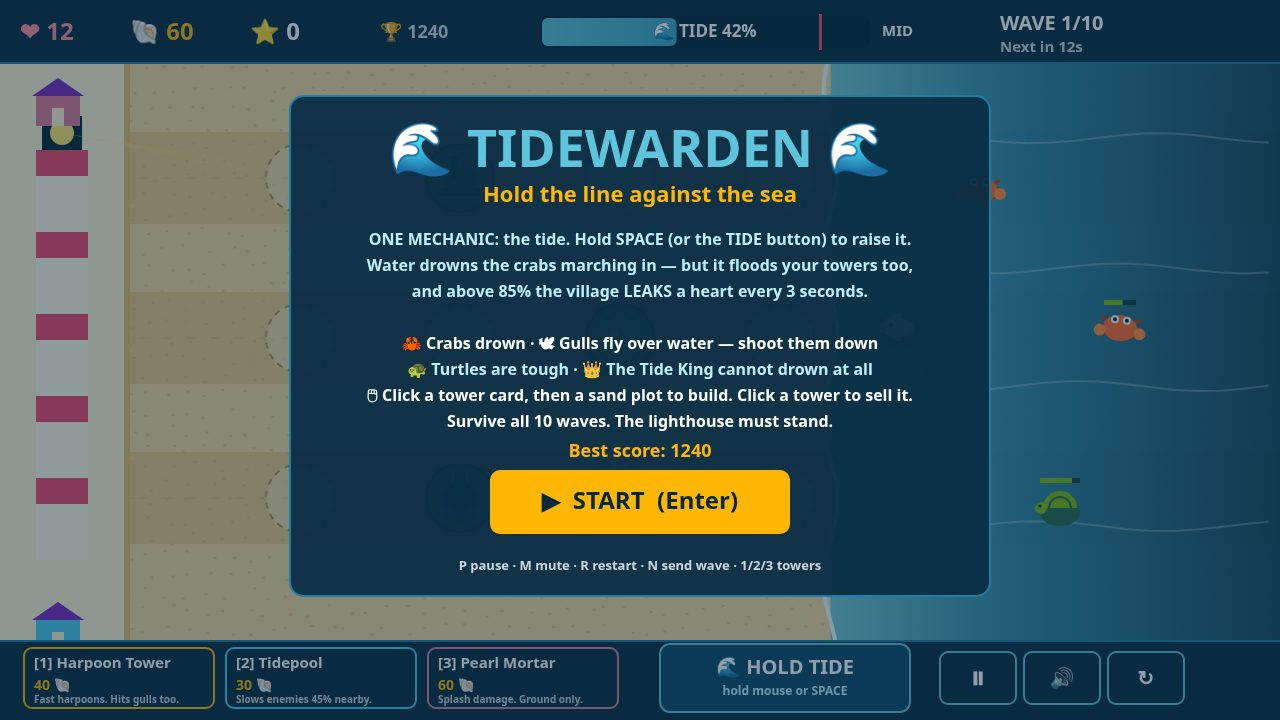 ❤ 12 🐚 60 ⭐ 0 🏆 1240 🌊 TIDE 42% MID WAVE 1/10
Next in 12s
🌊 TIDEWARDEN 🌊
Hold the line against the sea
ONE MECHANIC: the tide. Hold SPACE (or the TIDE button) to raise it.
Water drowns the crabs marching in — but it floods your towers too,
and above 85% the village LEAKS a heart every 3 seconds.
🦀 Crabs drown · 🕊 Gulls fly over water — shoot them down
🐢 Turtles are tough · 👑 The Tide King cannot drown at all
🖱 Click a tower card, then a sand plot to build. Click a tower to sell it.
Survive all 10 waves. The lighthouse must stand.
Best score: 1240
▶ START (Enter)
P pause · M mute · R restart · N send wave · 1/2/3 towers
[1] Harpoon Tower
40 🐚
Fast harpoons. Hits gulls too.
[2] Tidepool
30 🐚
Slows enemies 45% nearby.
[3] Pearl Mortar
60 🐚
Splash damage. Ground only.
🌊 HOLD TIDE
hold mouse or SPACE
⏸ 🔊 ↻